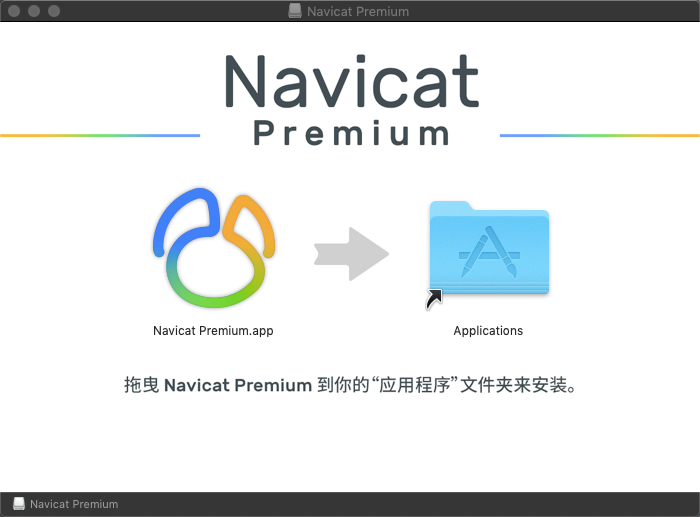 Navicat Premium
Navicat
Premium
Navicat Premium.app
Applications
拖曳 Navicat Premium 到你的“应用程序”文件夹来安装。
Navicat Premium